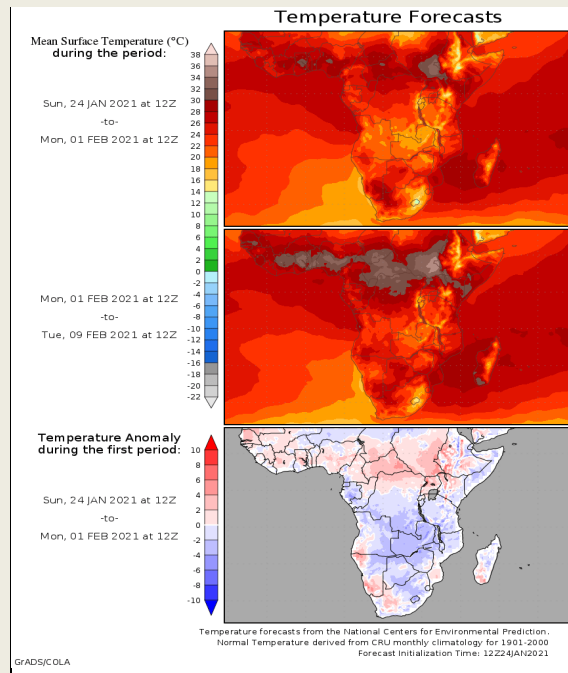 Temperature Forecasts
Mean Surface Temperature (°C)
during the period:
Sun, 24 JAN 2021 at 12Z
-to-
Mon, 01 FEB 2021 at 12Z
38
36
34
32
30
28
26
24
22
20
18
16
14
12
10
8
6
4
2
0
-2
-4
-6
-8
-10
-12
-14
-16
-18
-20
-22
Mon, 01 FEB 2021 at 12Z
-to-
Tue, 09 FEB 2021 at 12Z
Temperature Anomaly
during the first period:
Sun, 24 JAN 2021 at 12Z
-to-
Mon, 01 FEB 2021 at 12Z
10
8
6
4
2
0
-2
-4
-6
-8
-10
Temperature forecasts from the National Centers for Environmental Prediction.
Normal Temperature derived from CRU monthly climatology for 1901-2000
Forecast Initialization Time: 12Z24JAN2021
GrADS/COLA